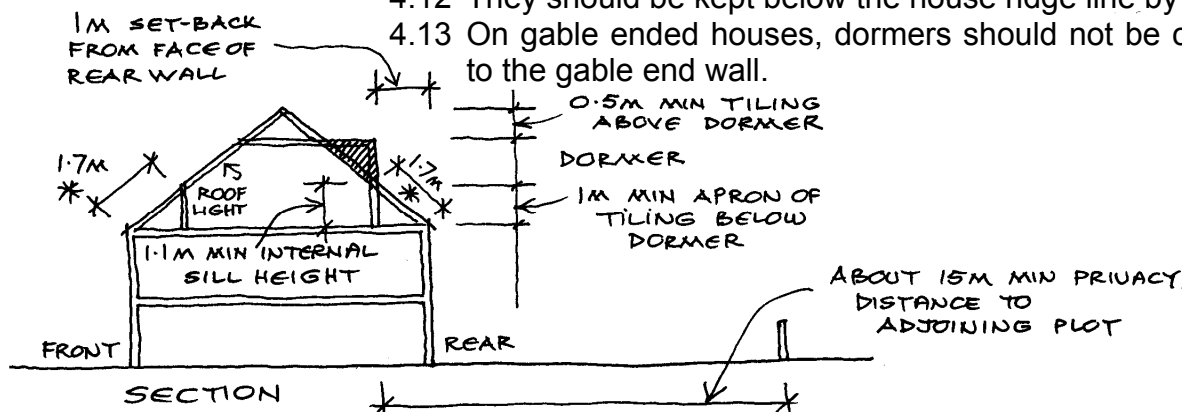 4.12 They should be kept below the house ridge line by
4.13 On gable ended houses, dormers should not be
to the gable end wall.
1M SET-BACK
FROM FACE OF
REAR WALL
0.5M MIN TILING
ABOVE DORMER
DORMER
1.7M
*
ROOF
LIGHT
1.7M
*
1M MIN APRON OF
TILING BELOW
DORMER
1.1M MIN INTERNAL
SILL HEIGHT
ABOUT 15M MIN PRIVACY
DISTANCE TO
ADJOINING PLOT
FRONT
REAR
SECTION